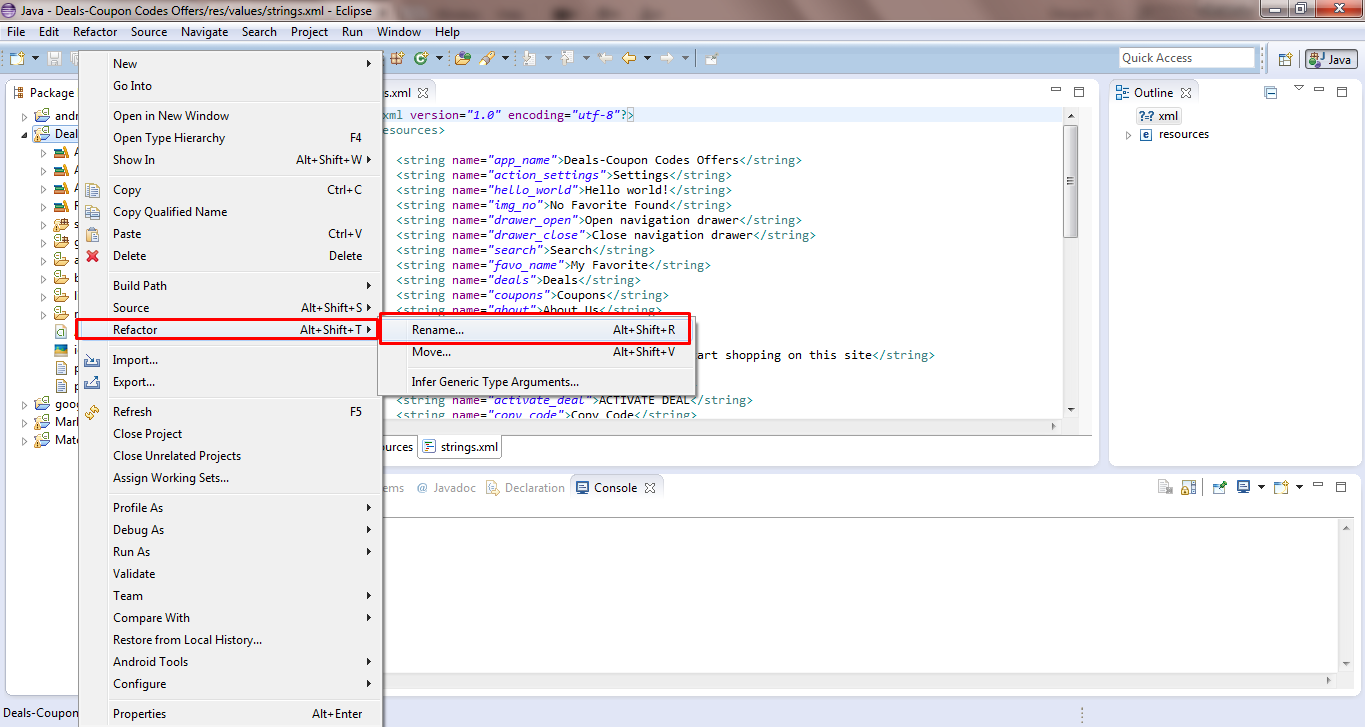 Java - Deals-Coupon Codes Offers/res/values/strings.xml - Eclipse
File Edit Refactor Source Navigate Search Project Run Window Help
Quick Access
Java
Package
s.xml
Outline
xml
resources
andr
Deal
A
A
A
R
s
g
a
b
l
goog
Mark
Mate
New
Go Into
Open in New Window
Open Type Hierarchy F4
Show In Alt+Shift+W
Copy Ctrl+C
Copy Qualified Name
Paste Ctrl+V
Delete Delete
Build Path
Source Alt+Shift+S
Refactor Alt+Shift+T
Import...
Export...
Refresh F5
Close Project
Close Unrelated Projects
Assign Working Sets...
Profile As
Debug As
Run As
Validate
Team
Compare With
Restore from Local History...
Android Tools
Configure
Properties Alt+Enter
Rename... Alt+Shift+R
Move... Alt+Shift+V
Infer Generic Type Arguments...
xml version="1.0" encoding="utf-8"?>
esources>
<string name="app_name">Deals-Coupon Codes Offers</string>
<string name="action_settings">Settings</string>
<string name="hello_world">Hello world!</string>
<string name="img_no">No Favorite Found</string>
<string name="drawer_open">Open navigation drawer</string>
<string name="drawer_close">Close navigation drawer</string>
<string name="search">Search</string>
<string name="favo_name">My Favorite</string>
<string name="deals">Deals</string>
<string name="coupons">Coupons</string>
<string name="about">About Us</string>
art shopping on this site</string>
<string name="activate_deal">ACTIVATE DEAL</string>
<string name="copy_code">Copy Code</string>
ources
strings.xml
ems
@ Javadoc
Declaration
Console
Deals-Coupon